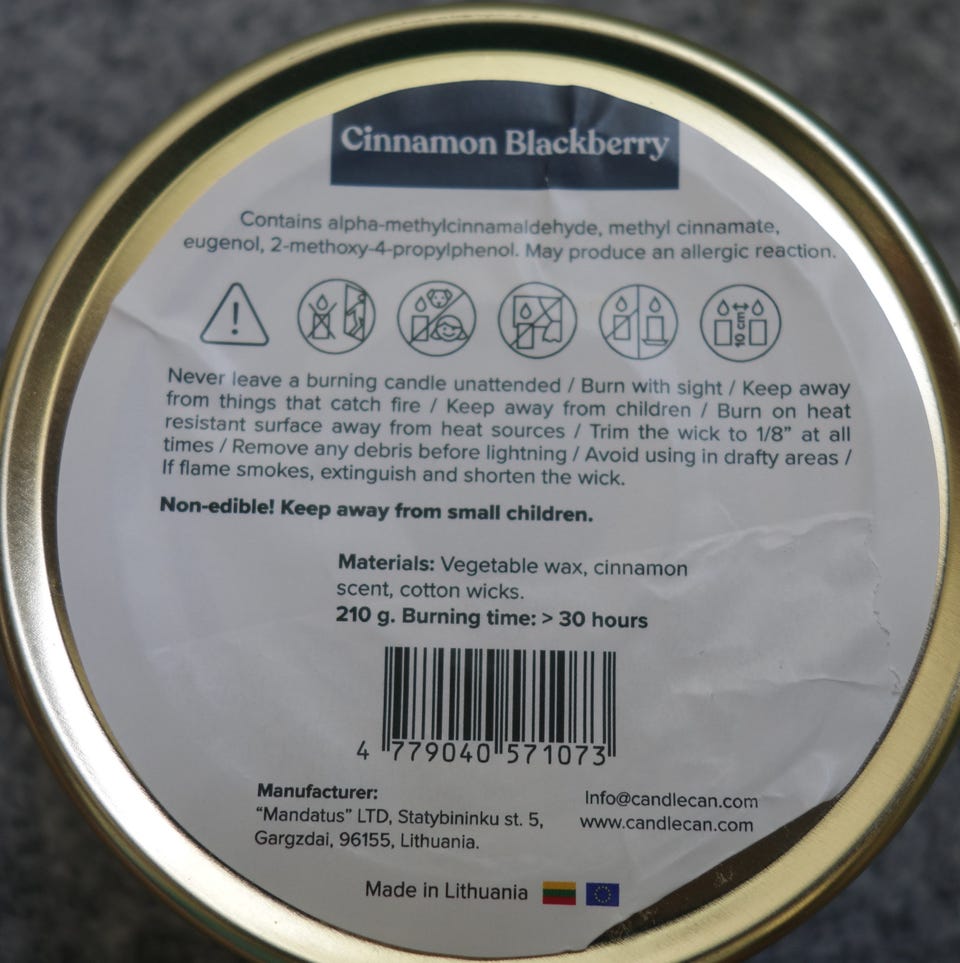 Cinnamon Blackberry
Contains alpha-methylcinnamaldehyde, methyl cinnamate,
eugenol, 2-methoxy-4-propylphenol. May produce an allergic reaction.
10 cm
Never leave a burning candle unattended / Burn with sight / Keep away
from things that catch fire / Keep away from children / Burn on heat
resistant surface away from heat sources / Trim the wick to 1/8” at all
times / Remove any debris before lightning / Avoid using in drafty areas /
If flame smokes, extinguish and shorten the wick.
Non-edible! Keep away from small children.
Materials: Vegetable wax, cinnamon
scent, cotton wicks.
210 g. Burning time: > 30 hours
4 779040 571073
Manufacturer:
“Mandatus” LTD, Statybininku st. 5,
Gargzdai, 96155, Lithuania.
Info@candlecan.com
www.candlecan.com
Made in Lithuania